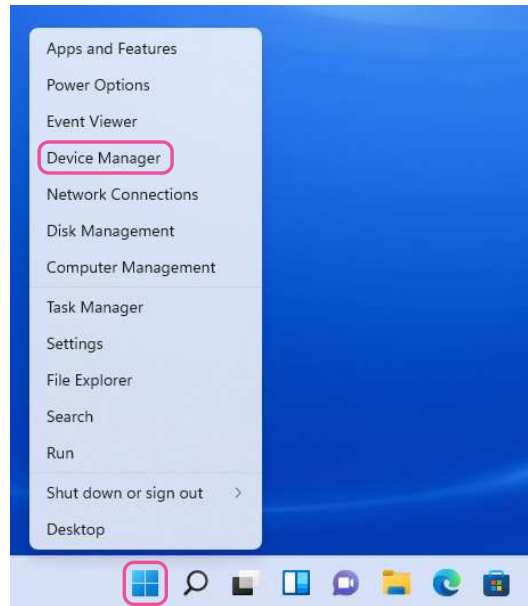 Apps and Features
Power Options
Event Viewer
Device Manager
Network Connections
Disk Management
Computer Management
Task Manager
Settings
File Explorer
Search
Run
Shut down or sign out
Desktop